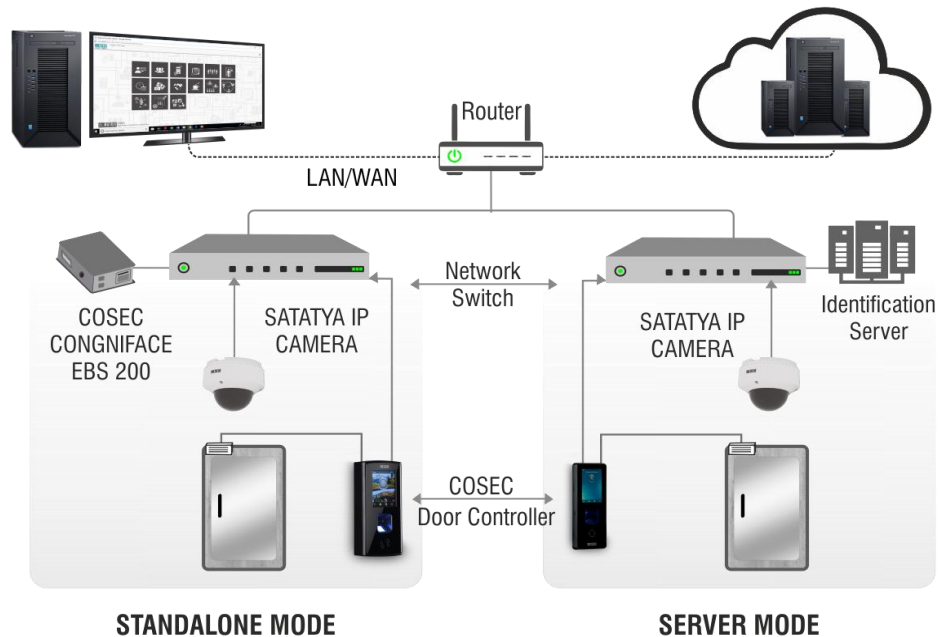 Router
LAN/WAN
COSEC
CONGNIFACE
EBS 200
SATATYA IP
CAMERA
Network
Switch
SATATYA IP
CAMERA
Identification
Server
COSEC
Door Controller
STANDALONE MODE
SERVER MODE